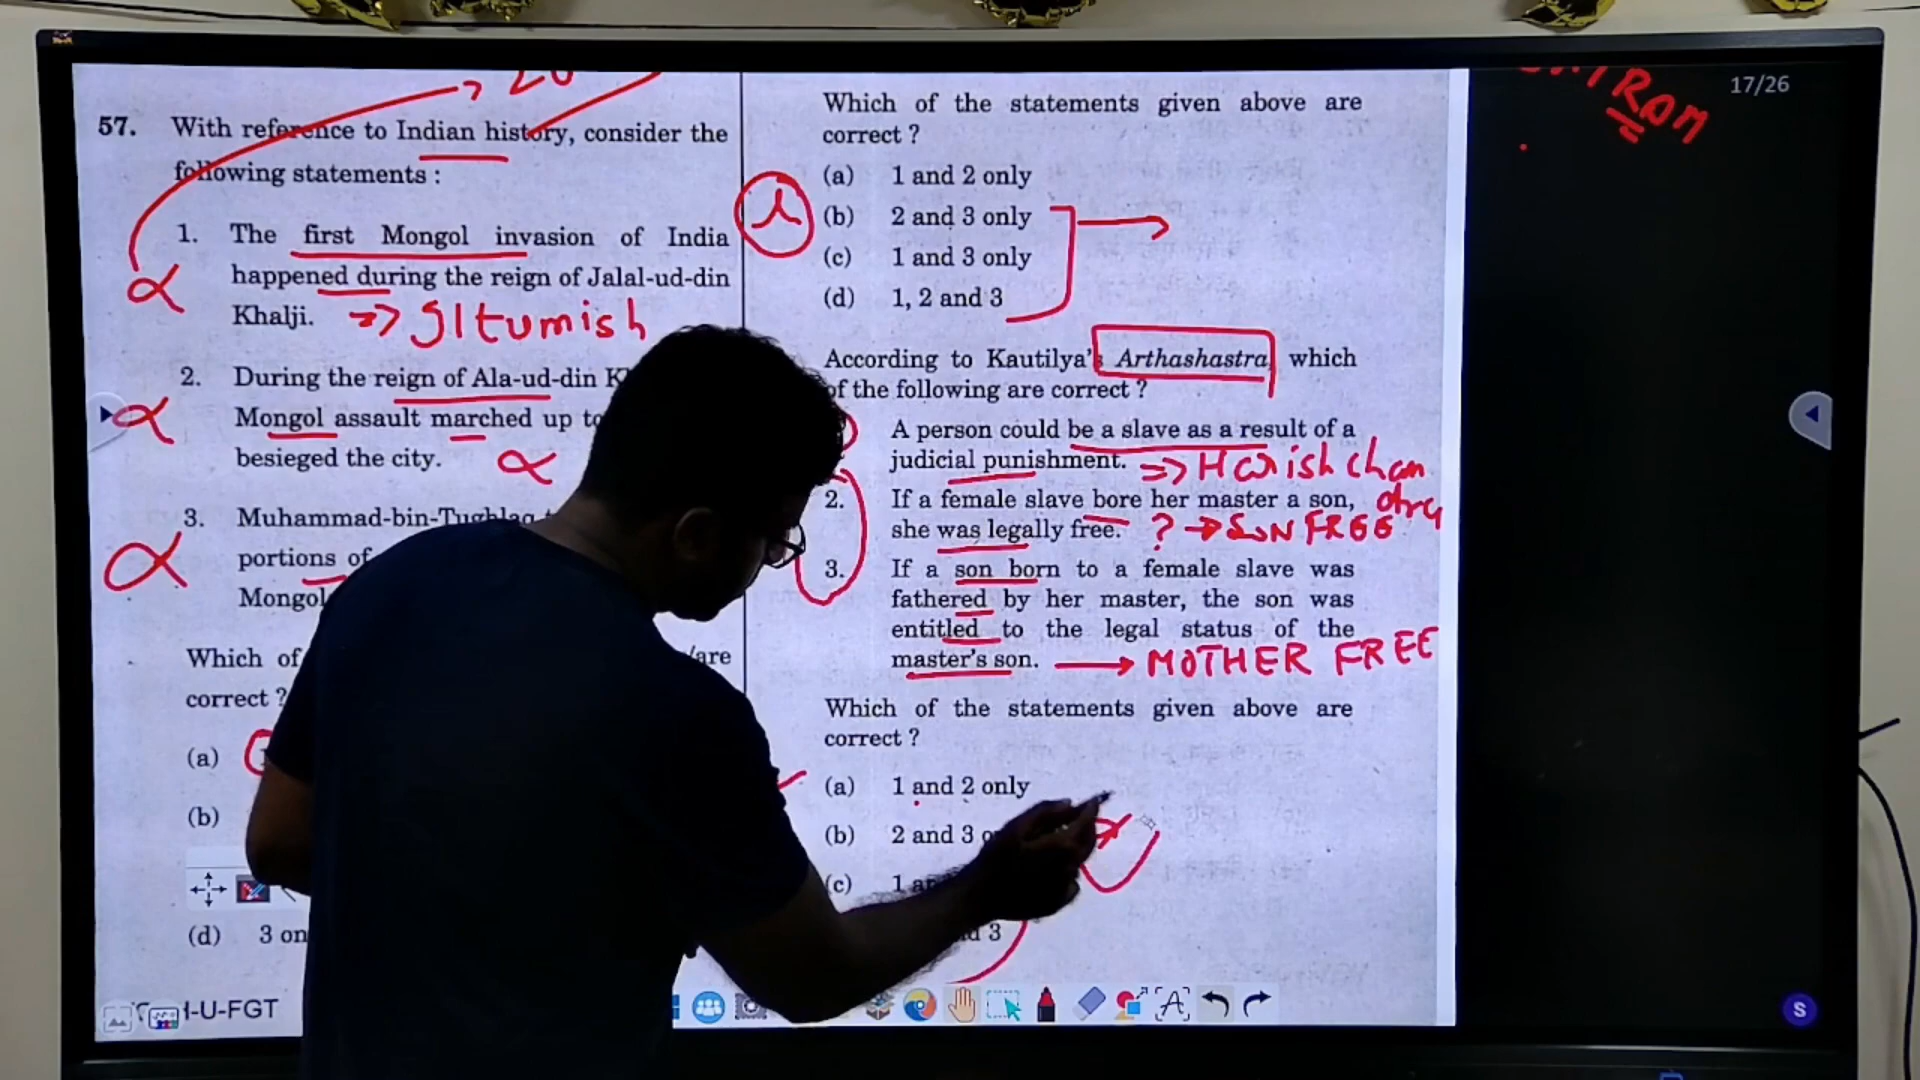 17/26
57. With reference to Indian history, consider the
following statements :
1. The first Mongol invasion of India
happened during the reign of Jalal-ud-din
Khalji.
2. During the reign of Ala-ud-din
Mongol assault marched up to
besieged the city.
3. Muhammad-bin-Tughlaq
portions of
Mongol
Which of
/are
correct ?
(a)
(b)
(d) 3
-U-FGT
Which of the statements given above are
correct ?
(a) 1 and 2 only
(b) 2 and 3 only
(c) 1 and 3 only
(d) 1, 2 and 3
According to Kautilya's Arthashastra, which
of the following are correct ?
A person could be a slave as a result of a
judicial punishment. => Harishchan
dra
2. If a female slave bore her master a son,
she was legally free. ? → SON FREE
3. If a son born to a female slave was
fathered by her master, the son was
entitled to the legal status of the
master's son. → MOTHER FREE
Which of the statements given above are
correct ?
(a) 1 and 2 only
(b) 2 and 3
(c) 1
3
S